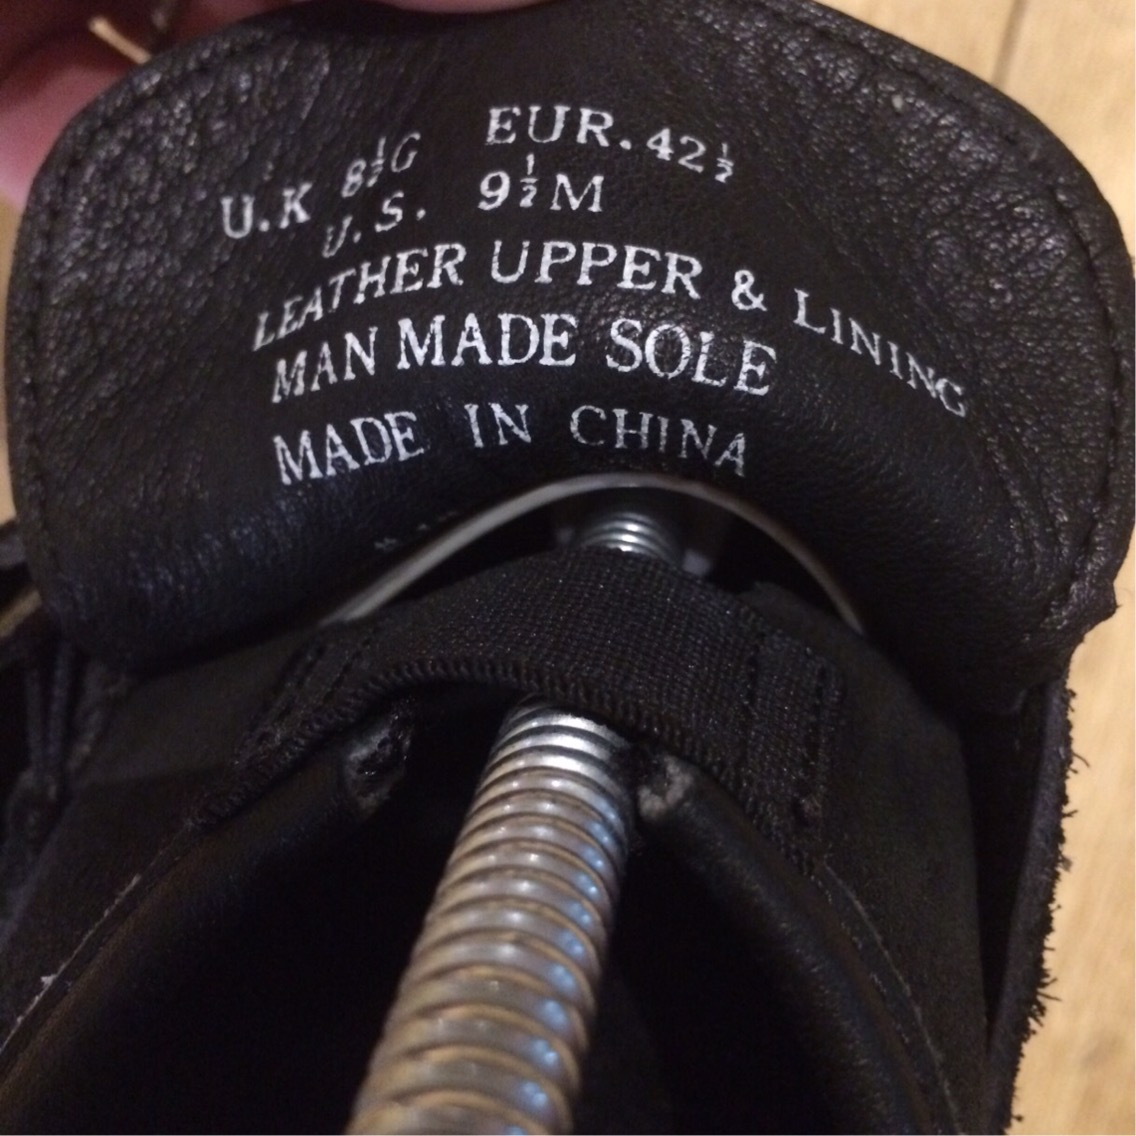 EUR. 42½
U.K 8½G
U.S. 9½M
LEATHER UPPER & LINING
MAN MADE SOLE
MADE IN CHINA